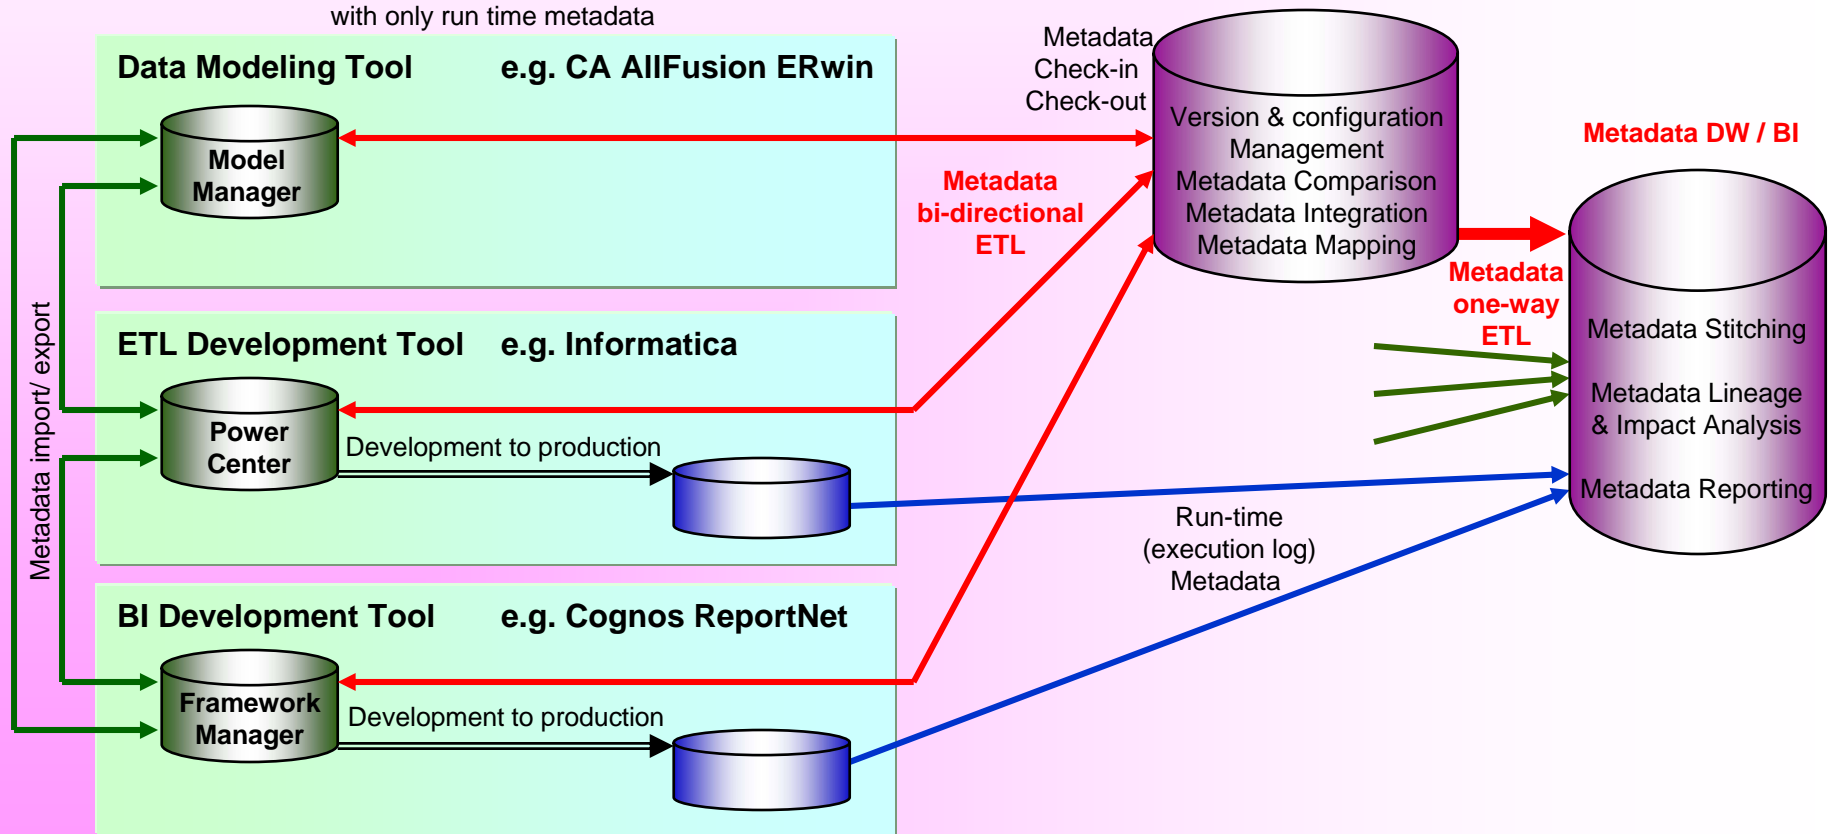 with only run time metadata
Data Modeling Tool e.g. CA AllFusion ERwin
Model
Manager
ETL Development Tool e.g. Informatica
Power
Center
Development to production
BI Development Tool e.g. Cognos ReportNet
Framework
Manager
Development to production
Metadata import/ export
Metadata
Check-in
Check-out
Metadata
bi-directional
ETL
Version & configuration
Management
Metadata Comparison
Metadata Integration
Metadata Mapping
Metadata DW / BI
Metadata
one-way
ETL
Metadata Stitching
Metadata Lineage
& Impact Analysis
Metadata Reporting
Run-time
(execution log)
Metadata